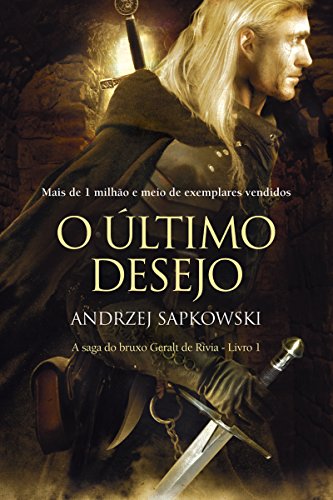 Mais de 1 milhão e meio de exemplares vendidos
O ÚLTIMO
DESEJO
ANDRZEJ SAPKOWSKI
A saga do bruxo Geralt de Rívia - Livro 1